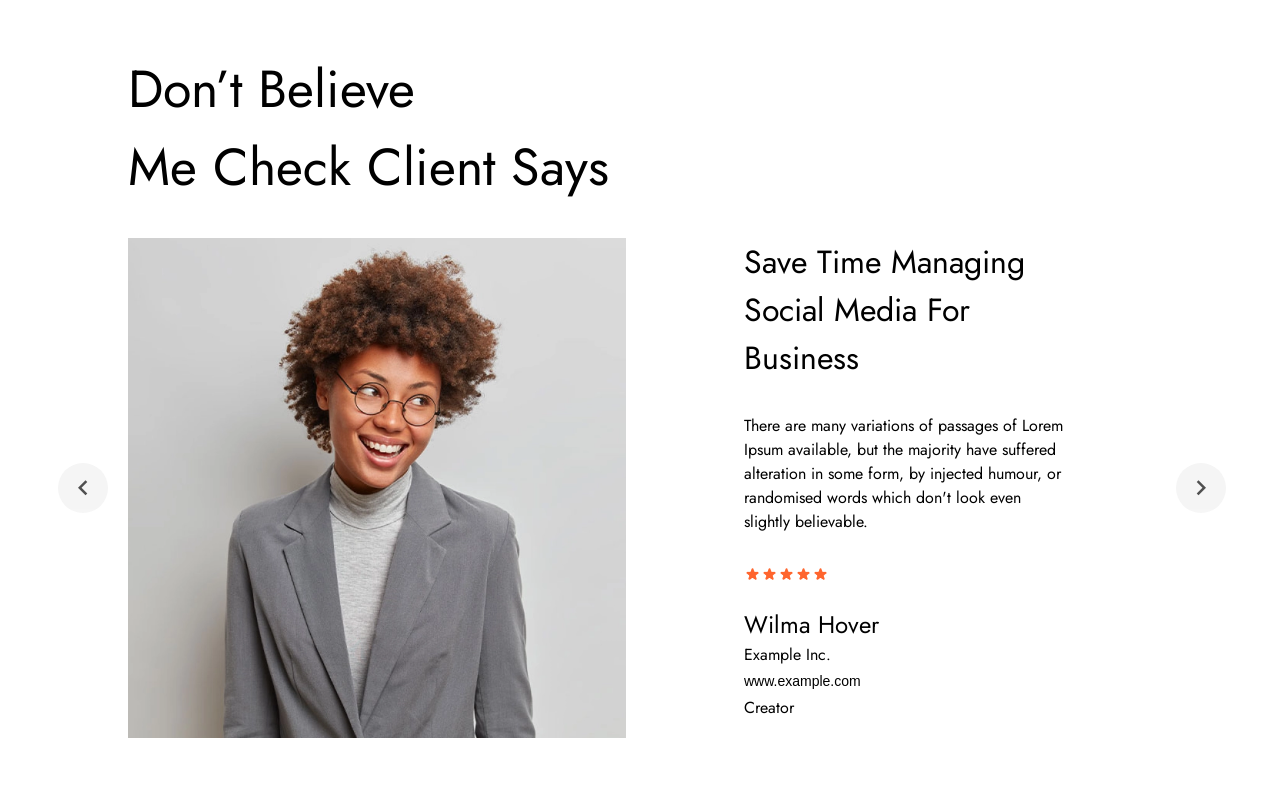 Don’t Believe
Me Check Client Says
Save Time Managing
Social Media For
Business
There are many variations of passages of Lorem
Ipsum available, but the majority have suffered
alteration in some form, by injected humour, or
randomised words which don't look even
slightly believable.
Wilma Hover
Example Inc.
www.example.com
Creator